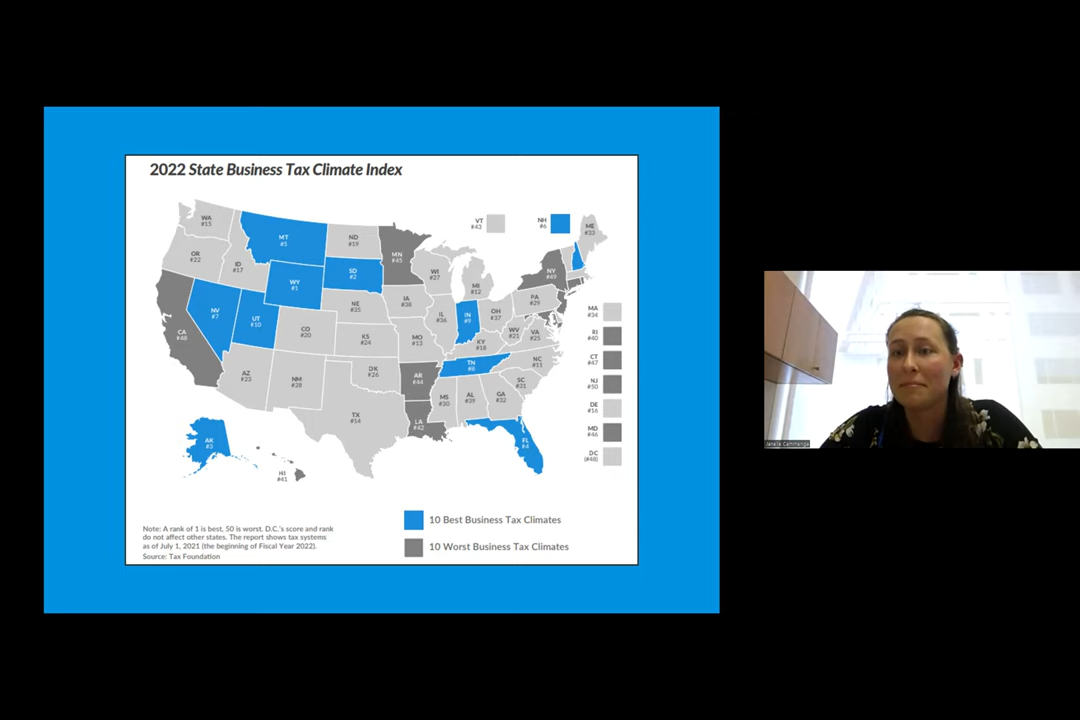 2022 State Business Tax Climate Index
WA
#15
MT
#5
ND
#19
MN
#45
VT
#43
NH
#6
ME
#33
OR
#22
ID
#17
WY
#1
SD
#2
WI
#27
MI
#12
NY
#49
NV
#7
UT
#10
CO
#20
NE
#35
IA
#38
IL
#36
IN
#9
OH
#37
PA
#29
CA
#48
KS
#24
MO
#13
KY
#18
WV
#21
VA
#25
AZ
#23
NM
#28
OK
#26
AR
#44
TN
#8
NC
#11
SC
#31
TX
#14
LA
#42
MS
#30
AL
#39
GA
#32
FL
#4
AK
#3
HI
#41
MA
#34
RI
#40
CT
#47
NJ
#50
DE
#16
MD
#46
DC
(#48)
10 Best Business Tax Climates
10 Worst Business Tax Climates
Note: A rank of 1 is best, 50 is worst. D.C.'s score and rank
do not affect other states. The report shows tax systems
as of July 1, 2021 (the beginning of Fiscal Year 2022).
Source: Tax Foundation
Janelle Cammenga